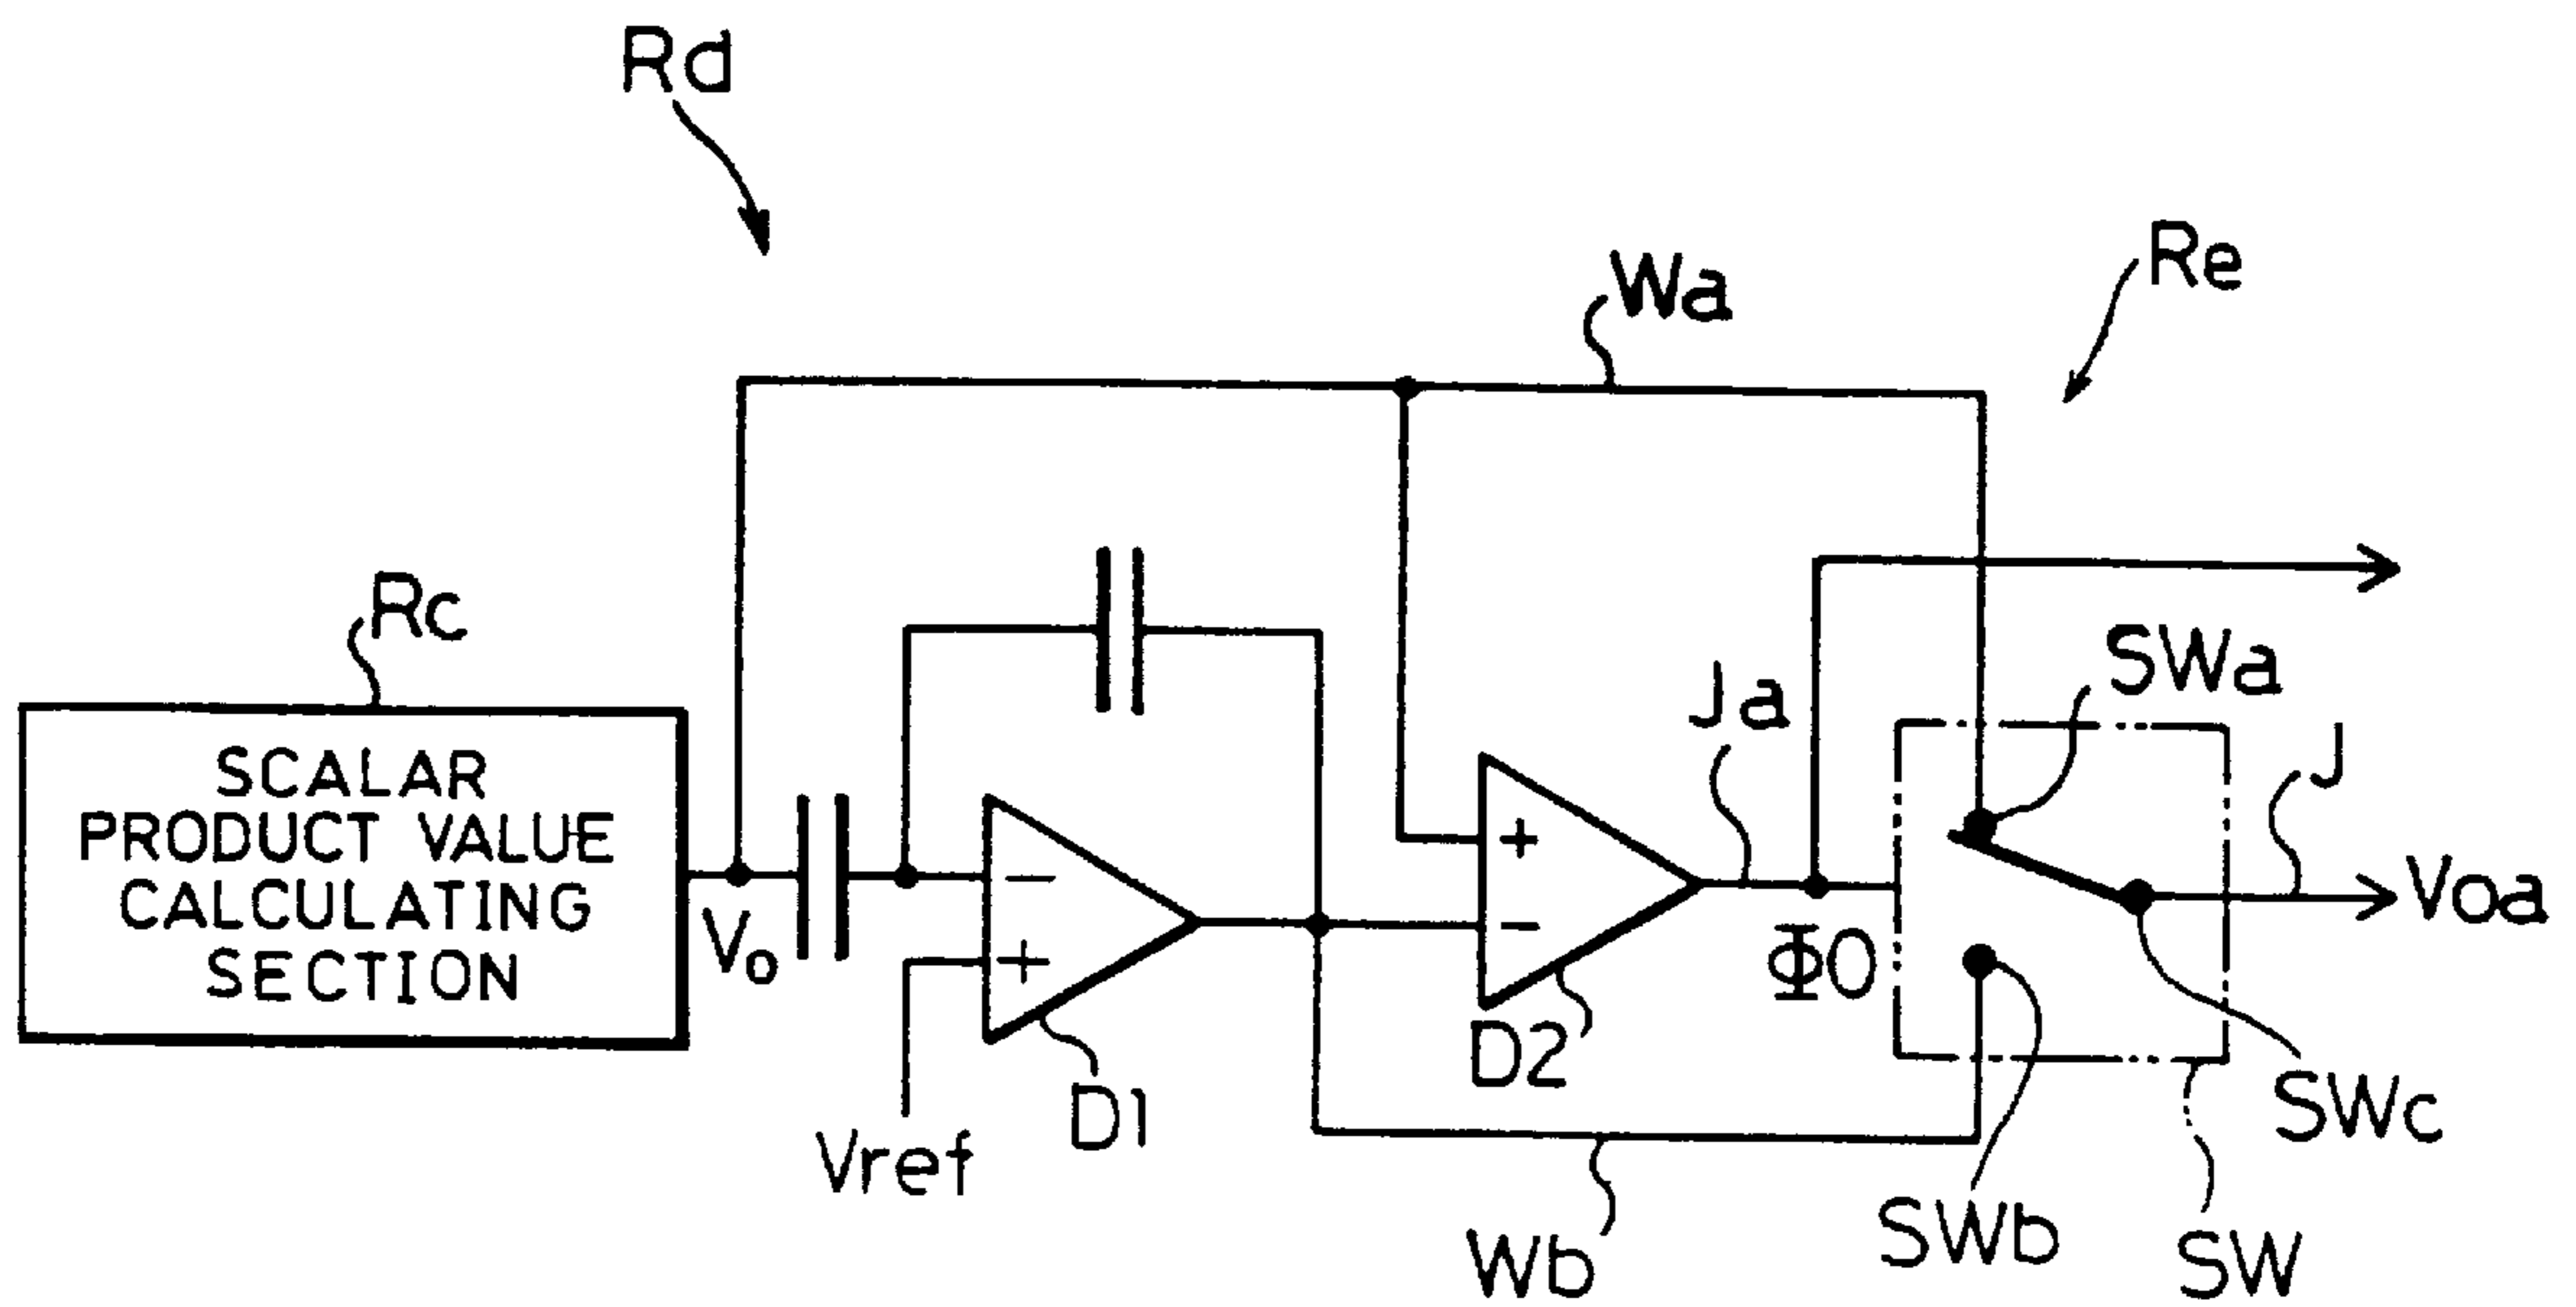 Rd
Re
Wa
Rc
SWa
Ja
J
SCALAR
PRODUCT VALUE
CALCULATING
SECTION
Vo
−
+
+
−
Voa
Φ0
D2
D1
Vref
SWc
SWb
SW
Wb